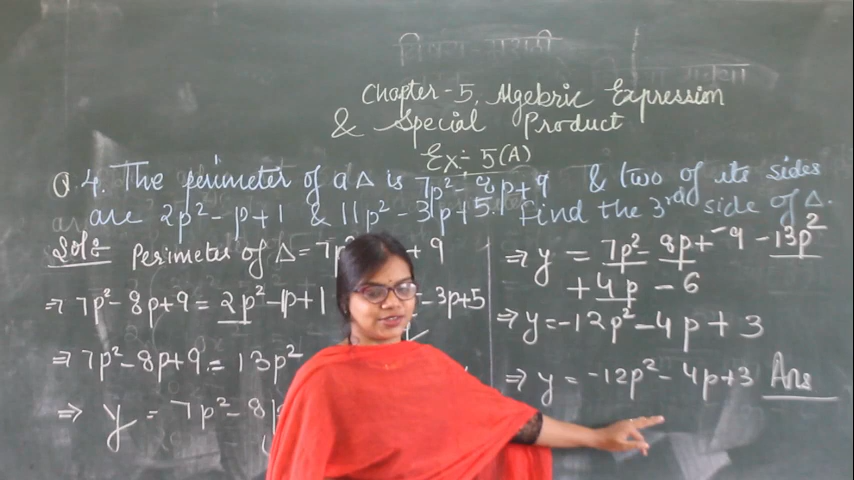 Chapter-5, Algebric Expression
& Special Product
Ex:- 5(A)
Q.4. The perimeter of a Δ is 7p²-8p+9 & two of its sides
are 2p²-p+1 & 11p²-3p+5. Find the 3rd side of Δ.
Solⁿ: Perimeter of Δ = 7p² + 9
⇒ 7p²-8p+9 = 2p²-1p+1 -3p+5
⇒ 7p²-8p+9 = 13p²
⇒ y = 7p²-8p
⇒ y = 7p²-8p+9-13p²
+4p-6
⇒ y=-12p²-4p+3
⇒ y = -12p²-4p+3 Ans